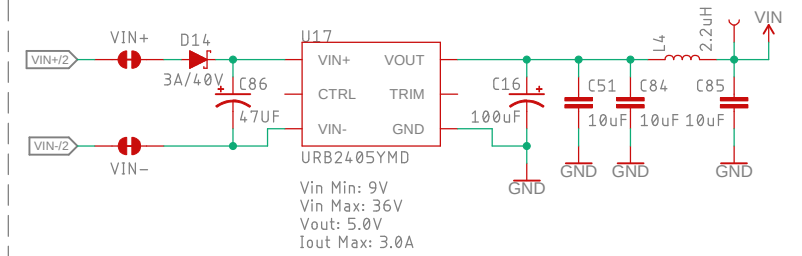 VIN+
D14
U17
L4
2.2uH
VIN
VIN+/2
3A/40V
C86
47UF
VIN+
VOUT
CTRL
TRIM
VIN-
GND
C16
100uF
C51
10uF
C84
10uF
C85
10uF
VIN-/2
VIN-
URB2405YMD
GND
GND
GND
GND
Vin Min: 9V
Vin Max: 36V
Vout: 5.0V
Iout Max: 3.0A